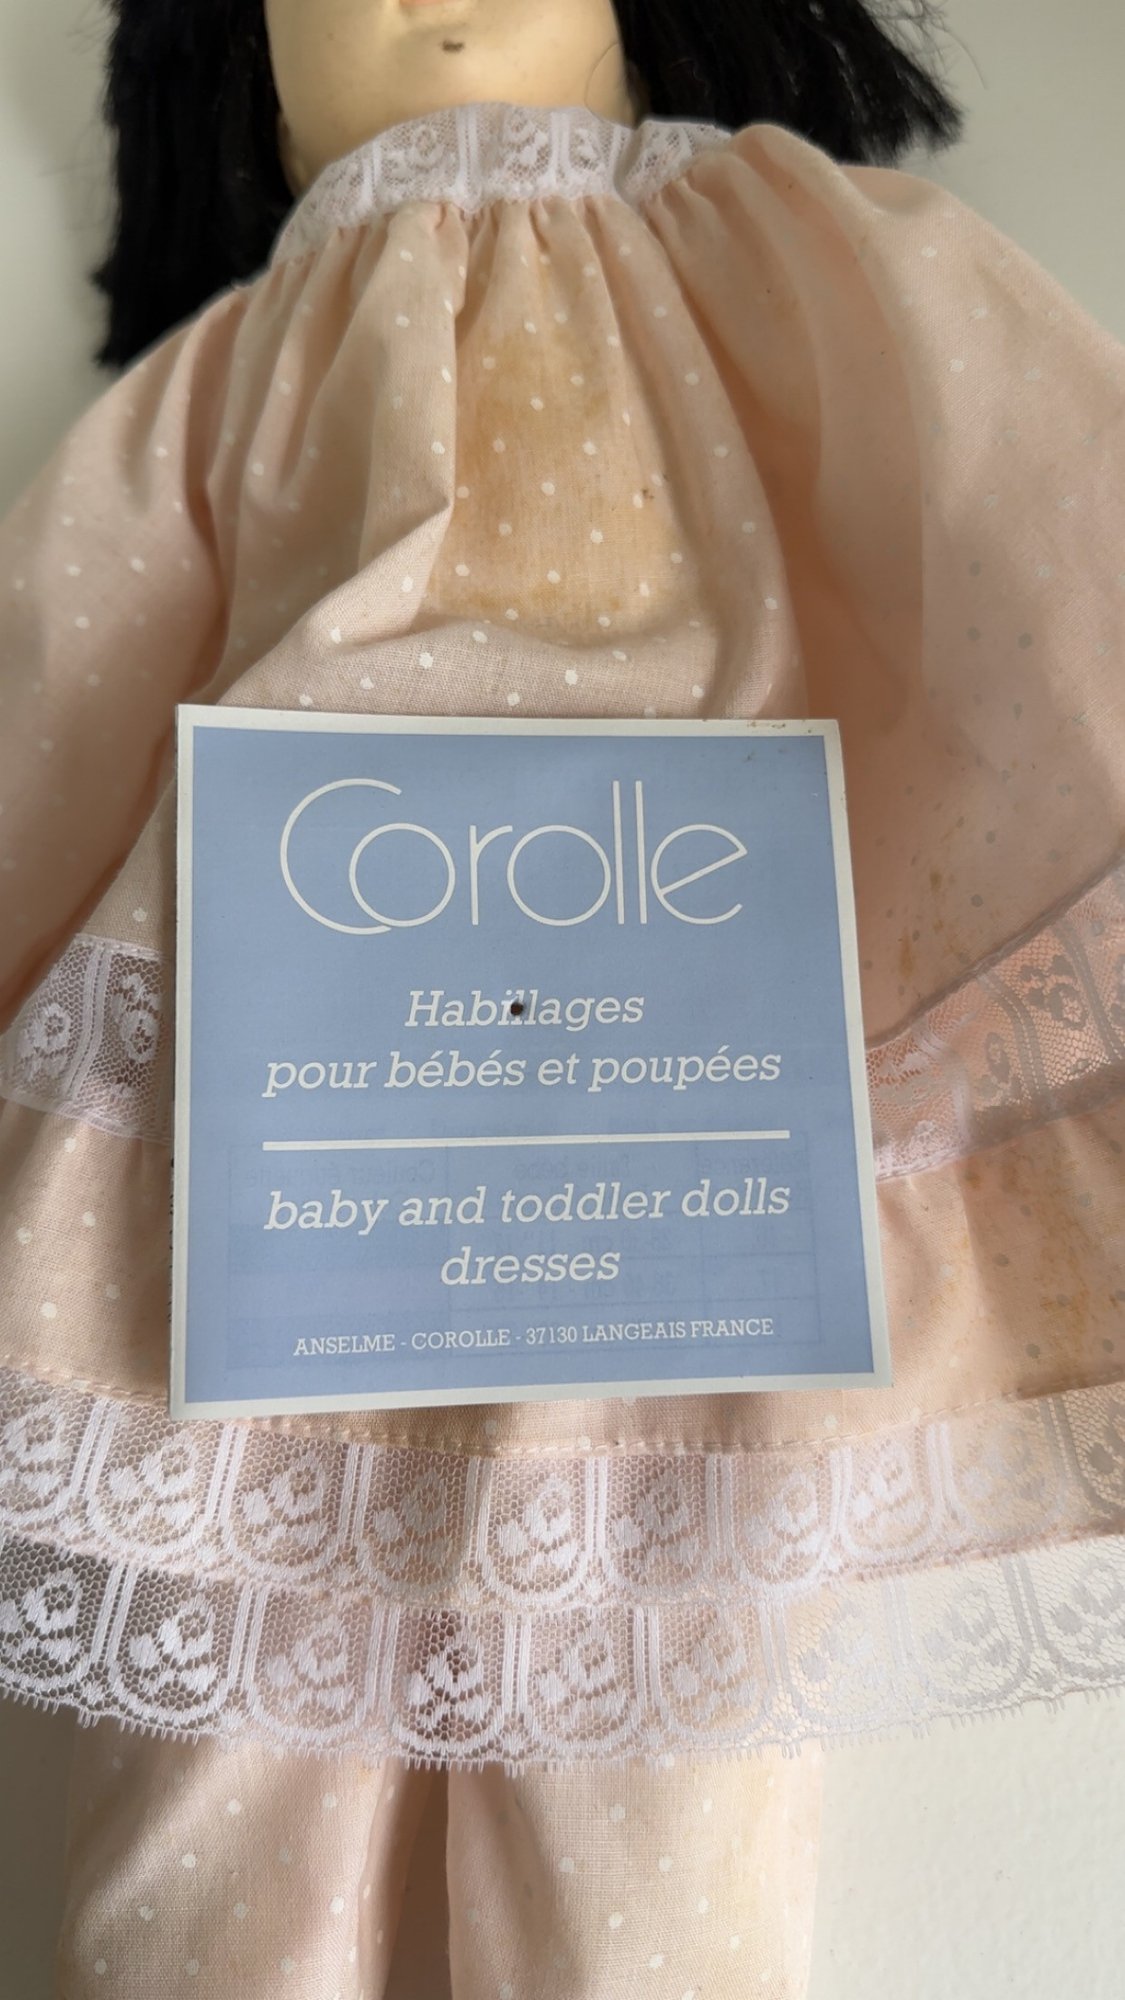 Corolle
Habillages
pour bébés et poupées
baby and toddler dolls
dresses
ANSELME - COROLLE - 37130 LANGEAIS FRANCE